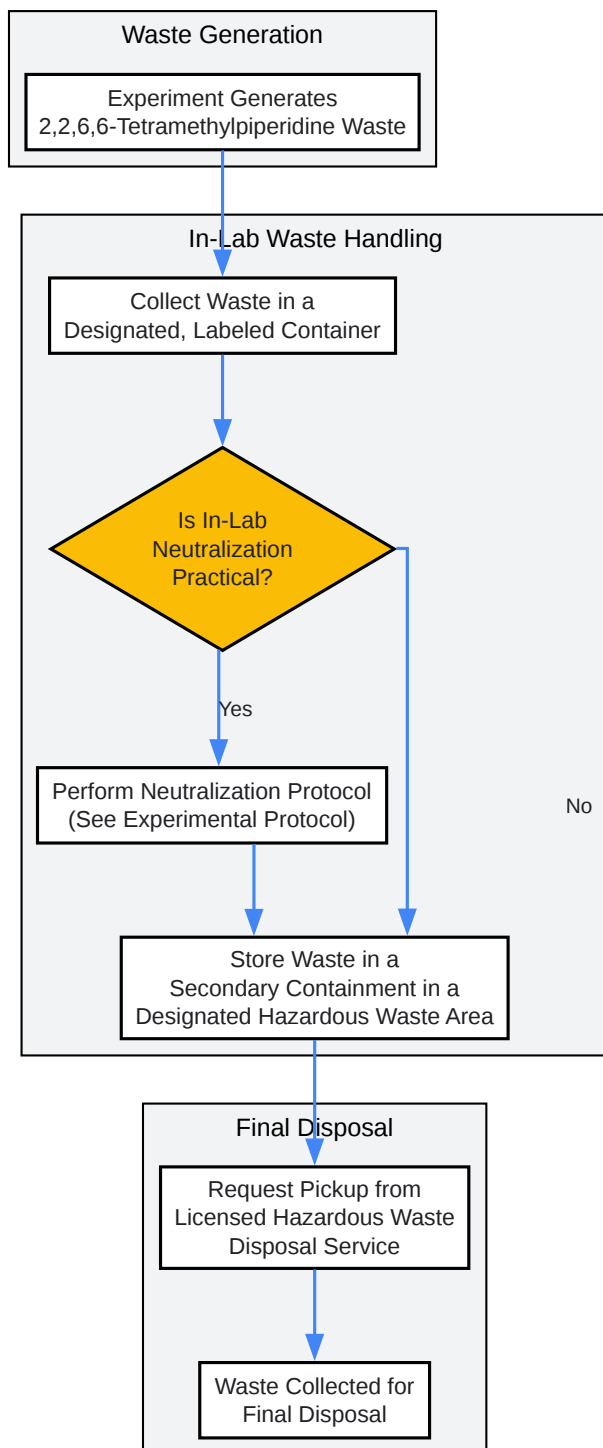 Waste Generation
Experiment Generates
2,2,6,6-Tetramethylpiperidine Waste
In-Lab Waste Handling
Collect Waste in a
Designated, Labeled Container
Is In-Lab
Neutralization
Practical?
Yes
Perform Neutralization Protocol
(See Experimental Protocol)
No
Store Waste in a
Secondary Containment in a
Designated Hazardous Waste Area
Final Disposal
Request Pickup from
Licensed Hazardous Waste
Disposal Service
Waste Collected for
Final Disposal